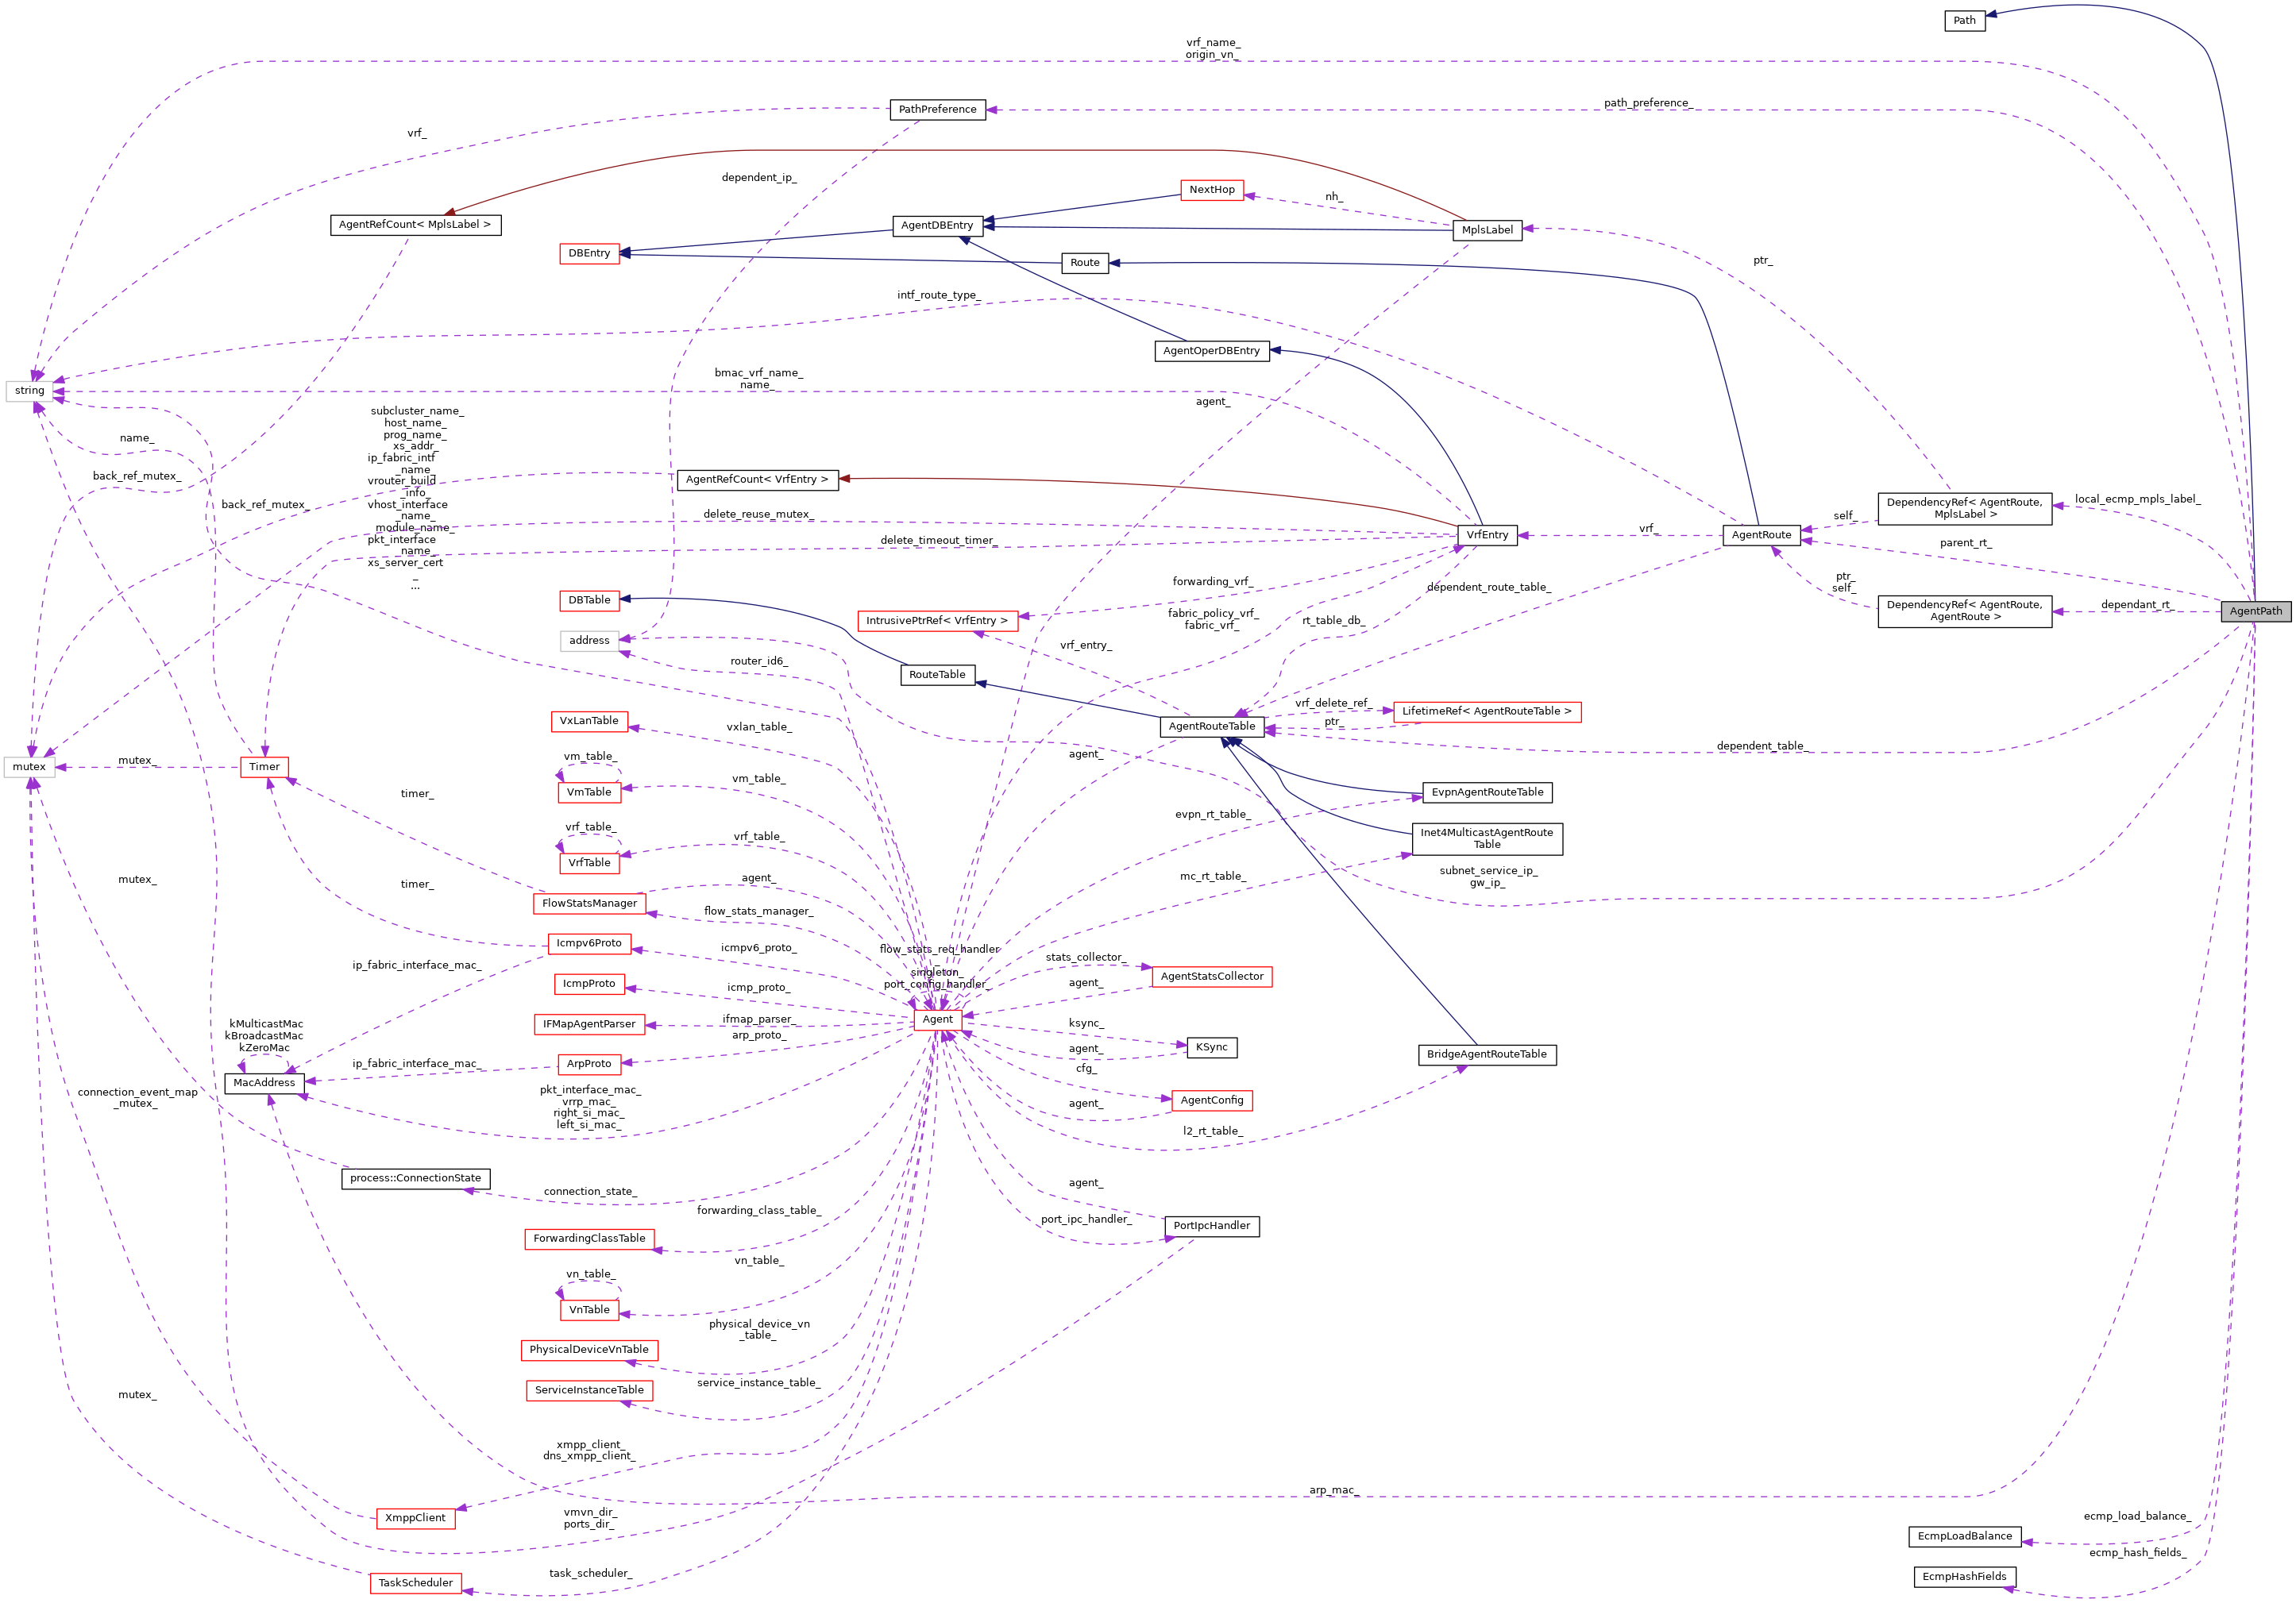 Path
vrf_name_
origin_vn_
path_preference_
PathPreference
vrf_
dependent_ip_
NextHop
nh_
AgentRefCount< MplsLabel >
AgentDBEntry
MplsLabel
DBEntry
Route
ptr_
intf_route_type_
AgentOperDBEntry
string
bmac_vrf_name_
name_
agent_
subcluster_name_
host_name_
prog_name_
xs_addr_
ip_fabric_intf
_name_
vrouter_build
_info_
vhost_interface
_name_
module_name_
pkt_interface
_name_
xs_server_cert
_
...
name_
back_ref_mutex_
back_ref_mutex_
AgentRefCount< VrfEntry >
delete_reuse_mutex_
delete_timeout_timer_
VrfEntry
vrf_
AgentRoute
self_
DependencyRef< AgentRoute,
MplsLabel >
local_ecmp_mpls_label_
parent_rt_
ptr_
self_
DependencyRef< AgentRoute,
AgentRoute >
dependant_rt_
AgentPath
forwarding_vrf_
dependent_route_table_
DBTable
IntrusivePtrRef< VrfEntry >
fabric_policy_vrf_
fabric_vrf_
rt_table_db_
address
vrf_entry_
router_id6_
RouteTable
VxLanTable
vxlan_table_
AgentRouteTable
vrf_delete_ref_
ptr_
LifetimeRef< AgentRouteTable >
dependent_table_
mutex
mutex_
Timer
vm_table_
VmTable
vm_table_
agent_
EvpnAgentRouteTable
timer_
evpn_rt_table_
vrf_table_
VrfTable
vrf_table_
Inet4MulticastAgentRoute
Table
mutex_
timer_
agent_
mc_rt_table_
subnet_service_ip_
gw_ip_
FlowStatsManager
flow_stats_manager_
Icmpv6Proto
icmpv6_proto_
flow_stats_req_handler
_
singleton_
port_config_handler_
stats_collector_
AgentStatsCollector
ip_fabric_interface_mac_
IcmpProto
icmp_proto_
agent_
Agent
IFMapAgentParser
ifmap_parser_
ksync_
kMulticastMac
kBroadcastMac
kZeroMac
arp_proto_
agent_
KSync
ArpProto
ip_fabric_interface_mac_
BridgeAgentRouteTable
cfg_
MacAddress
connection_event_map
_mutex_
pkt_interface_mac_
vrrp_mac_
right_si_mac_
left_si_mac_
agent_
AgentConfig
l2_rt_table_
process::ConnectionState
connection_state_
agent_
forwarding_class_table_
port_ipc_handler_
PortIpcHandler
ForwardingClassTable
vn_table_
vn_table_
VnTable
physical_device_vn
_table_
PhysicalDeviceVnTable
service_instance_table_
ServiceInstanceTable
mutex_
xmpp_client_
dns_xmpp_client_
arp_mac_
XmppClient
vmvn_dir_
ports_dir_
ecmp_load_balance_
EcmpLoadBalance
ecmp_hash_fields_
task_scheduler_
TaskScheduler
EcmpHashFields